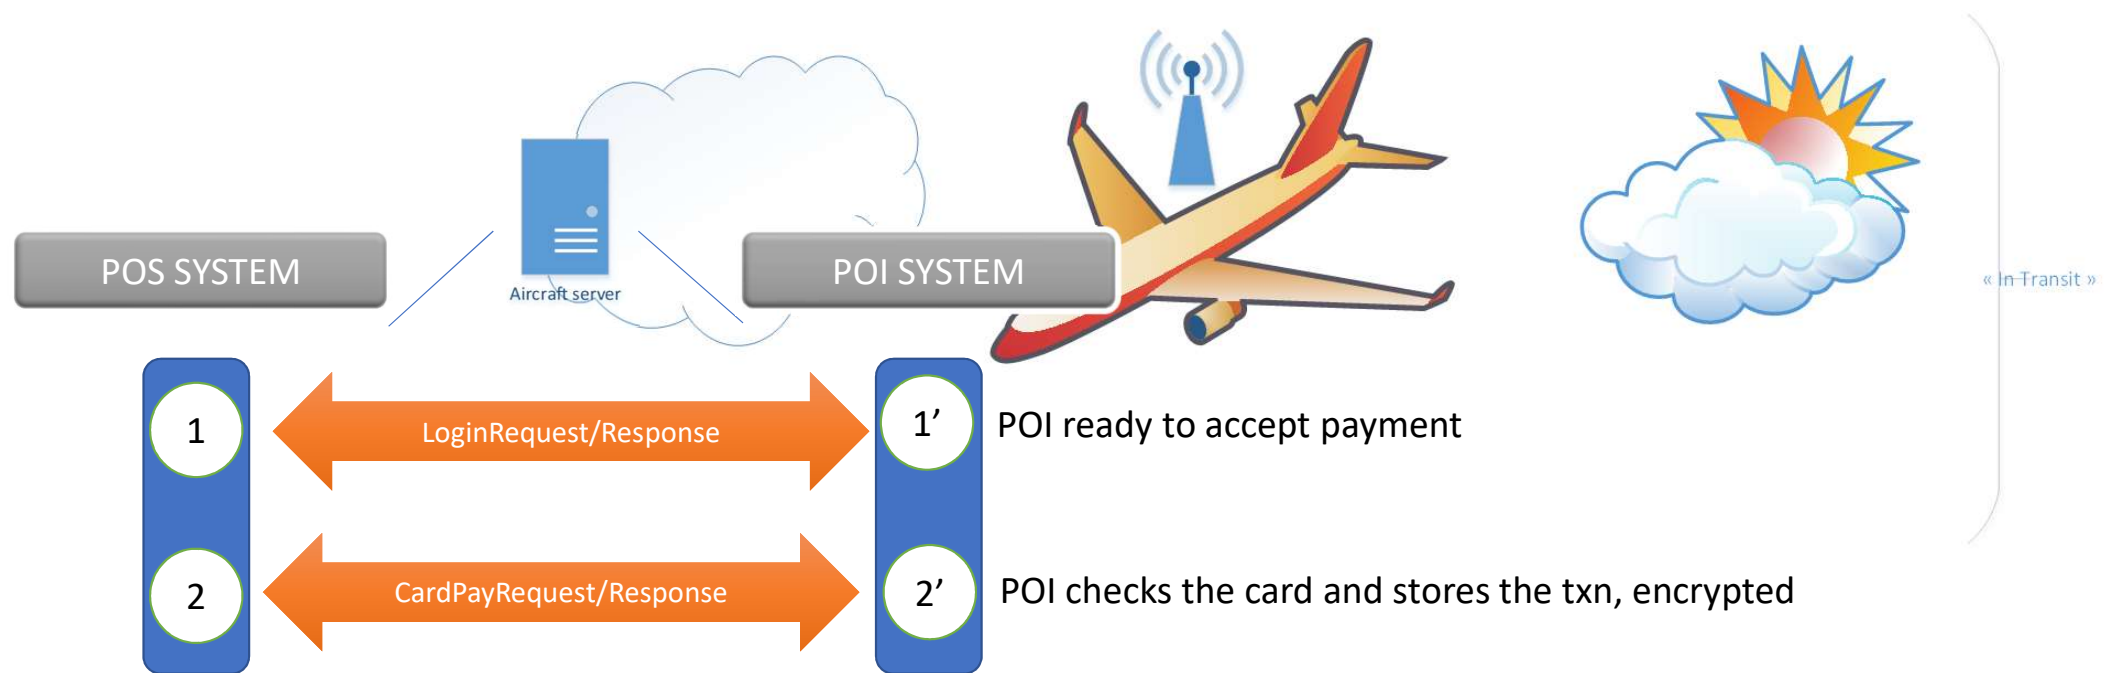 POS SYSTEM
Aircraft server
POI SYSTEM
« In Transit »
1
LoginRequest/Response
1’
POI ready to accept payment
2
CardPayRequest/Response
2’
POI checks the card and stores the txn, encrypted